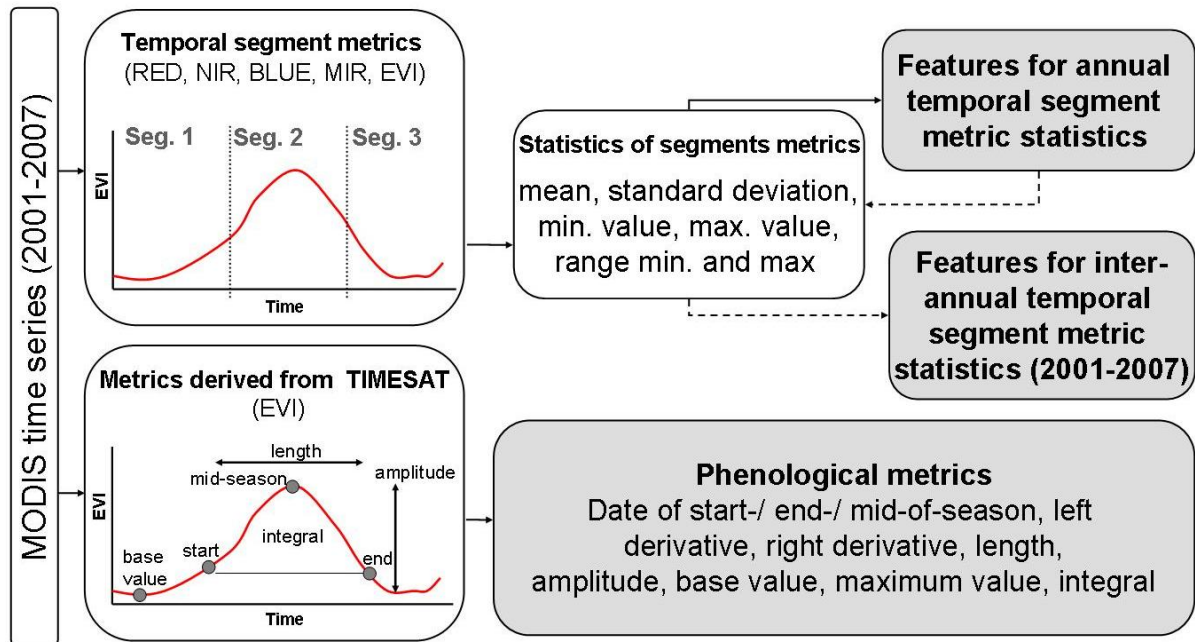 MODIS time series (2001-2007)
Temporal segment metrics
(RED, NIR, BLUE, MIR, EVI)
Seg. 1
Seg. 2
Seg. 3
EVI
Time
Statistics of segments metrics
mean, standard deviation,
min. value, max. value,
range min. and max
Features for annual
temporal segment
metric statistics
Features for inter-
annual temporal
segment metric
statistics (2001-2007)
Metrics derived from TIMESAT
(EVI)
length
mid-season
amplitude
EVI
integral
start
end
base
value
Time
Phenological metrics
Date of start-/ end-/ mid-of-season, left
derivative, right derivative, length,
amplitude, base value, maximum value, integral